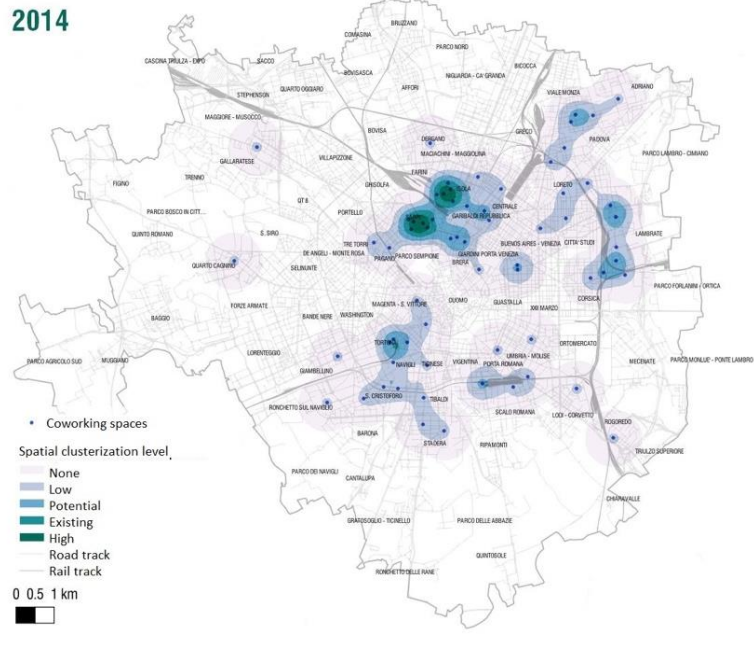 2014
BRUZZANO
COMASINA
PARCO NORD
CASCINA TRIULZA - EXPO
SACCO
BOVISASCA
BICOCCA
QUARTO OGGIARO
AFFORI
NIGUARDA - CA' GRANDA
ADRIANO
STEPHENSON
VIALE MONZA
MAGGIORE - MUSOCCO
BOVISA
GRECO
DERGANO
PADOVA
VILLAPIZZONE
MACIACHINI - MAGGIOLINA
PARCO LAMBRO - CIMIANO
GALLARATESE
FARINI
TRENNO
GHISOLFA
LORETO
FIGINO
ISOLA
QT 8
CENTRALE
PARCO BOSCO IN CITT...
PORTELLO
GARIBALDI REPUBBLICA
QUINTO ROMANO
S. SIRO
LAMBRATE
TRE TORRI
BUENOS AIRES - VENEZIA
CITTA' STUDI
DE ANGELI - MONTE ROSA
PAGANO
PARCO SEMPIONE
GIARDINI PORTA VENEZIA
BRERA
QUARTO CAGNINO
SELINUNTE
PARCO FORLANINI - ORTICA
FORZE ARMATE
MAGENTA - S. VITTORE
DUOMO
GUASTALLA
CORSICA
XXII MARZO
BAGGIO
BANDE NERE
WASHINGTON
TORTONA
ORTOMERCATO
LORENTEGGIO
UMBRIA - MOLISE
PARCO AGRICOLO SUD
MUGGIANO
NAVIGLI
TICINESE
VIGENTINA
PORTA ROMANA
MECENATE
PARCO MONLUE' - PONTE LAMBRO
GIAMBELLINO
S. CRISTOFORO
TIBALDI
RONCHETTO SUL NAVIGLIO
SCALO ROMANA
LODI - CORVETTO
ROGOREDO
BARONA
STADERA
RIPAMONTI
TRIULZO SUPERIORE
PARCO DEI NAVIGLI
CANTALUPA
CHIARAVALLE
GRATOSOGLIO - TICINELLO
PARCO DELLE ABBAZIE
QUINTOSOLE
RONCHETTO DELLE RANE
Coworking spaces
Spatial clusterization level
None
Low
Potential
Existing
High
Road track
Rail track
0 0.5 1 km